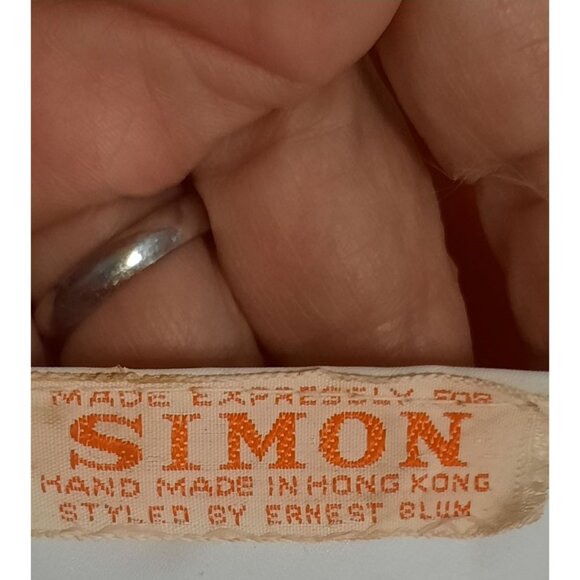 MADE EXPRESSLY FOR
SIMON
HAND MADE IN HONG KONG
STYLED BY ERNEST BLUM